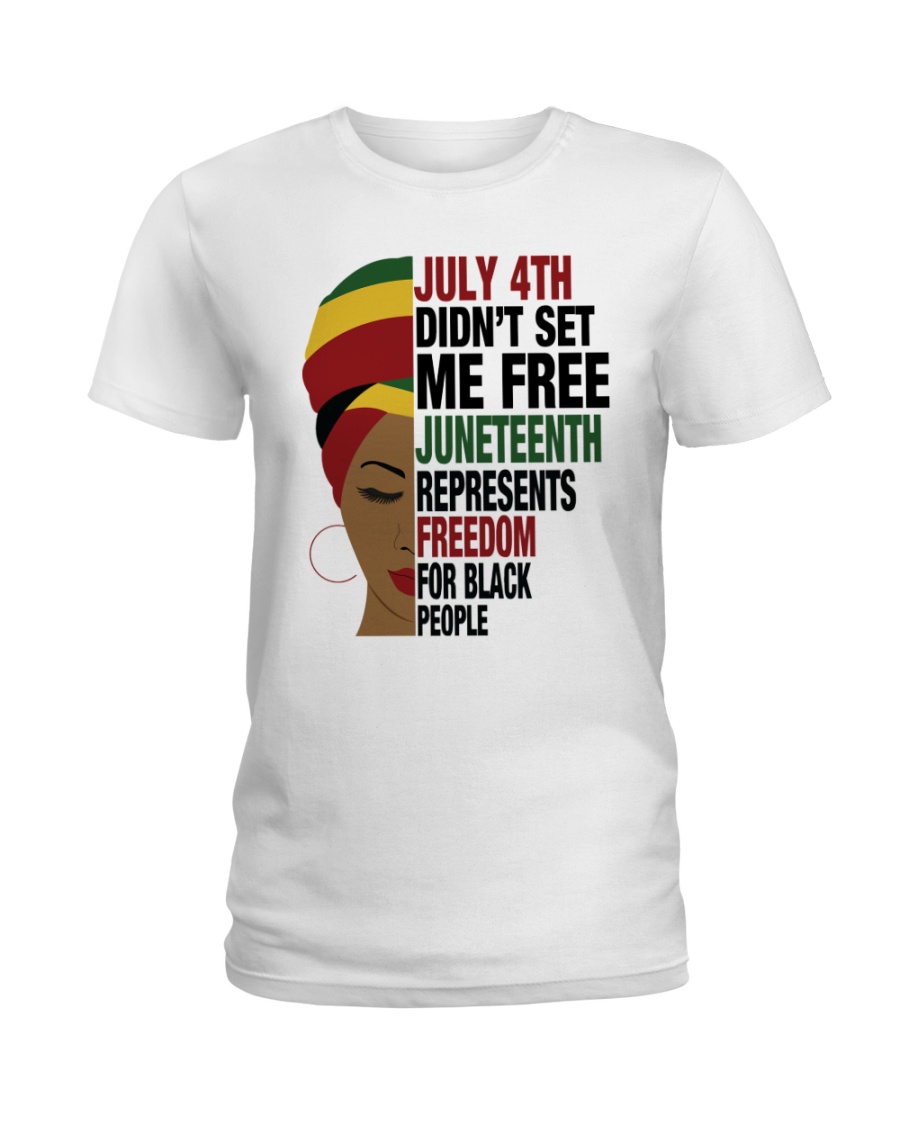 JULY 4TH
DIDN'T SET
ME FREE
JUNETEENTH
REPRESENTS
FREEDOM
FOR BLACK
PEOPLE